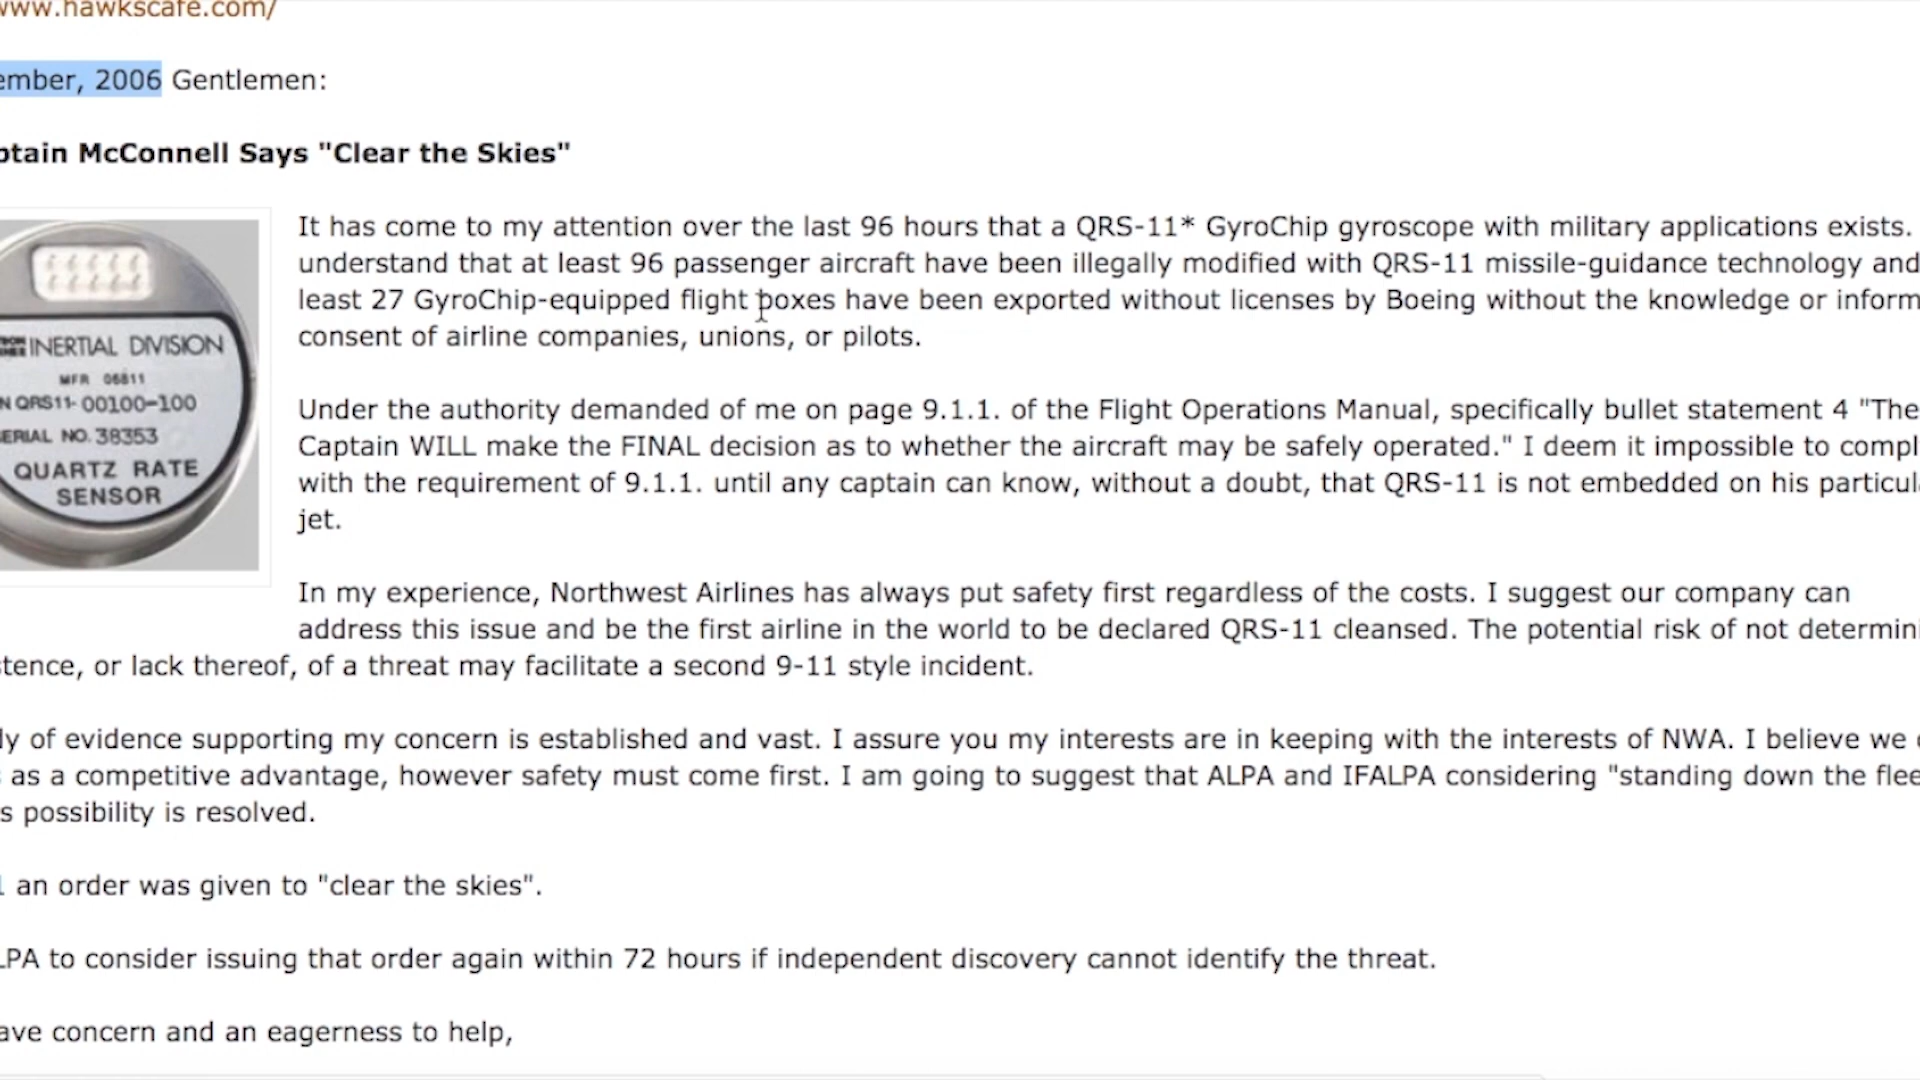 www.hawkscafe.com/
ember, 2006 Gentlemen:
ptain McConnell Says "Clear the Skies"
It has come to my attention over the last 96 hours that a QRS-11* GyroChip gyroscope with military applications exists.
understand that at least 96 passenger aircraft have been illegally modified with QRS-11 missile-guidance technology and
least 27 GyroChip-equipped flight boxes have been exported without licenses by Boeing without the knowledge or inform
consent of airline companies, unions, or pilots.
INERTIAL DIVISION
MFR 06811
N QRS11-00100-100
ERIAL NO. 38353
QUARTZ RATE
SENSOR
Under the authority demanded of me on page 9.1.1. of the Flight Operations Manual, specifically bullet statement 4 "The
Captain WILL make the FINAL decision as to whether the aircraft may be safely operated." I deem it impossible to compl
with the requirement of 9.1.1. until any captain can know, without a doubt, that QRS-11 is not embedded on his particul
jet.
In my experience, Northwest Airlines has always put safety first regardless of the costs. I suggest our company can
address this issue and be the first airline in the world to be declared QRS-11 cleansed. The potential risk of not determini
stence, or lack thereof, of a threat may facilitate a second 9-11 style incident.
ly of evidence supporting my concern is established and vast. I assure you my interests are in keeping with the interests of NWA. I believe we
as a competitive advantage, however safety must come first. I am going to suggest that ALPA and IFALPA considering "standing down the flee
s possibility is resolved.
1 an order was given to "clear the skies".
LPA to consider issuing that order again within 72 hours if independent discovery cannot identify the threat.
ave concern and an eagerness to help,